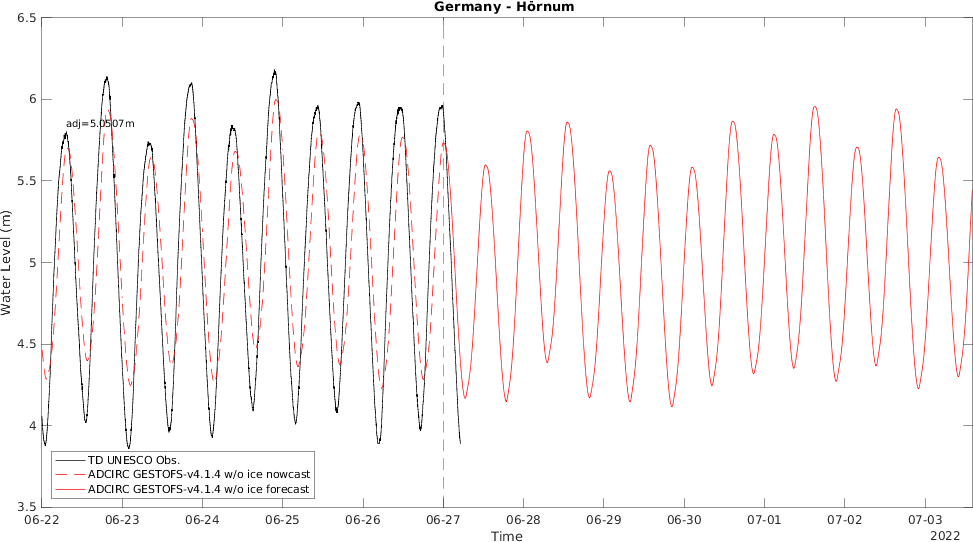 Germany - Hörnum
6.5
6
5.5
5
4.5
4
3.5
Water Level (m)
adj=5.0507m
TD UNESCO Obs.
ADCIRC GESTOFS-v4.1.4 w/o ice nowcast
ADCIRC GESTOFS-v4.1.4 w/o ice forecast
06-22 06-23 06-24 06-25 06-26 06-27 06-28 06-29 06-30 07-01 07-02 07-03
Time
2022